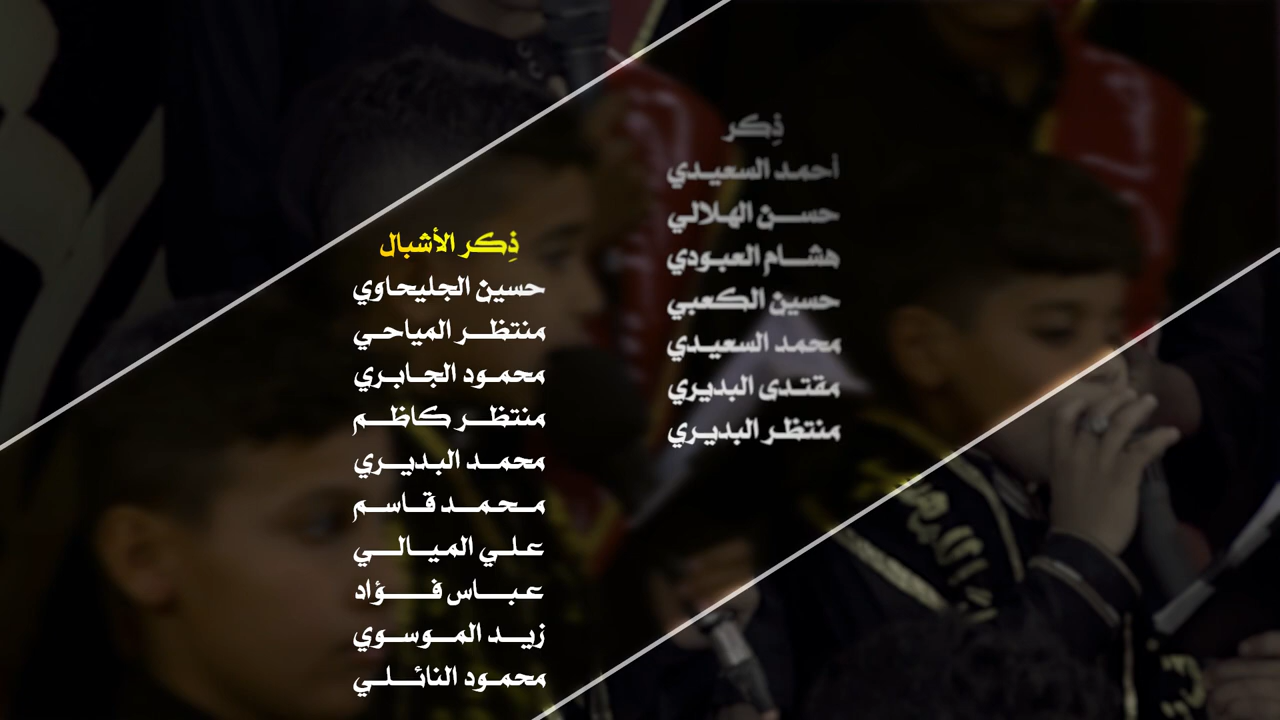 ذِكر
أحمد السعيدي
حسن الهلالي
هشام العبودي
حسين الكعبي
محمد السعيدي
مقتدى البديري
منتظر البديري
ذِكر الأشبال
حسين الجليحاوي
منتظر المياحي
محمود الجابري
منتظر كاظم
محمد البديري
محمد قاسم
علي الميالي
عباس فؤاد
زيد الموسوي
محمود النائلي